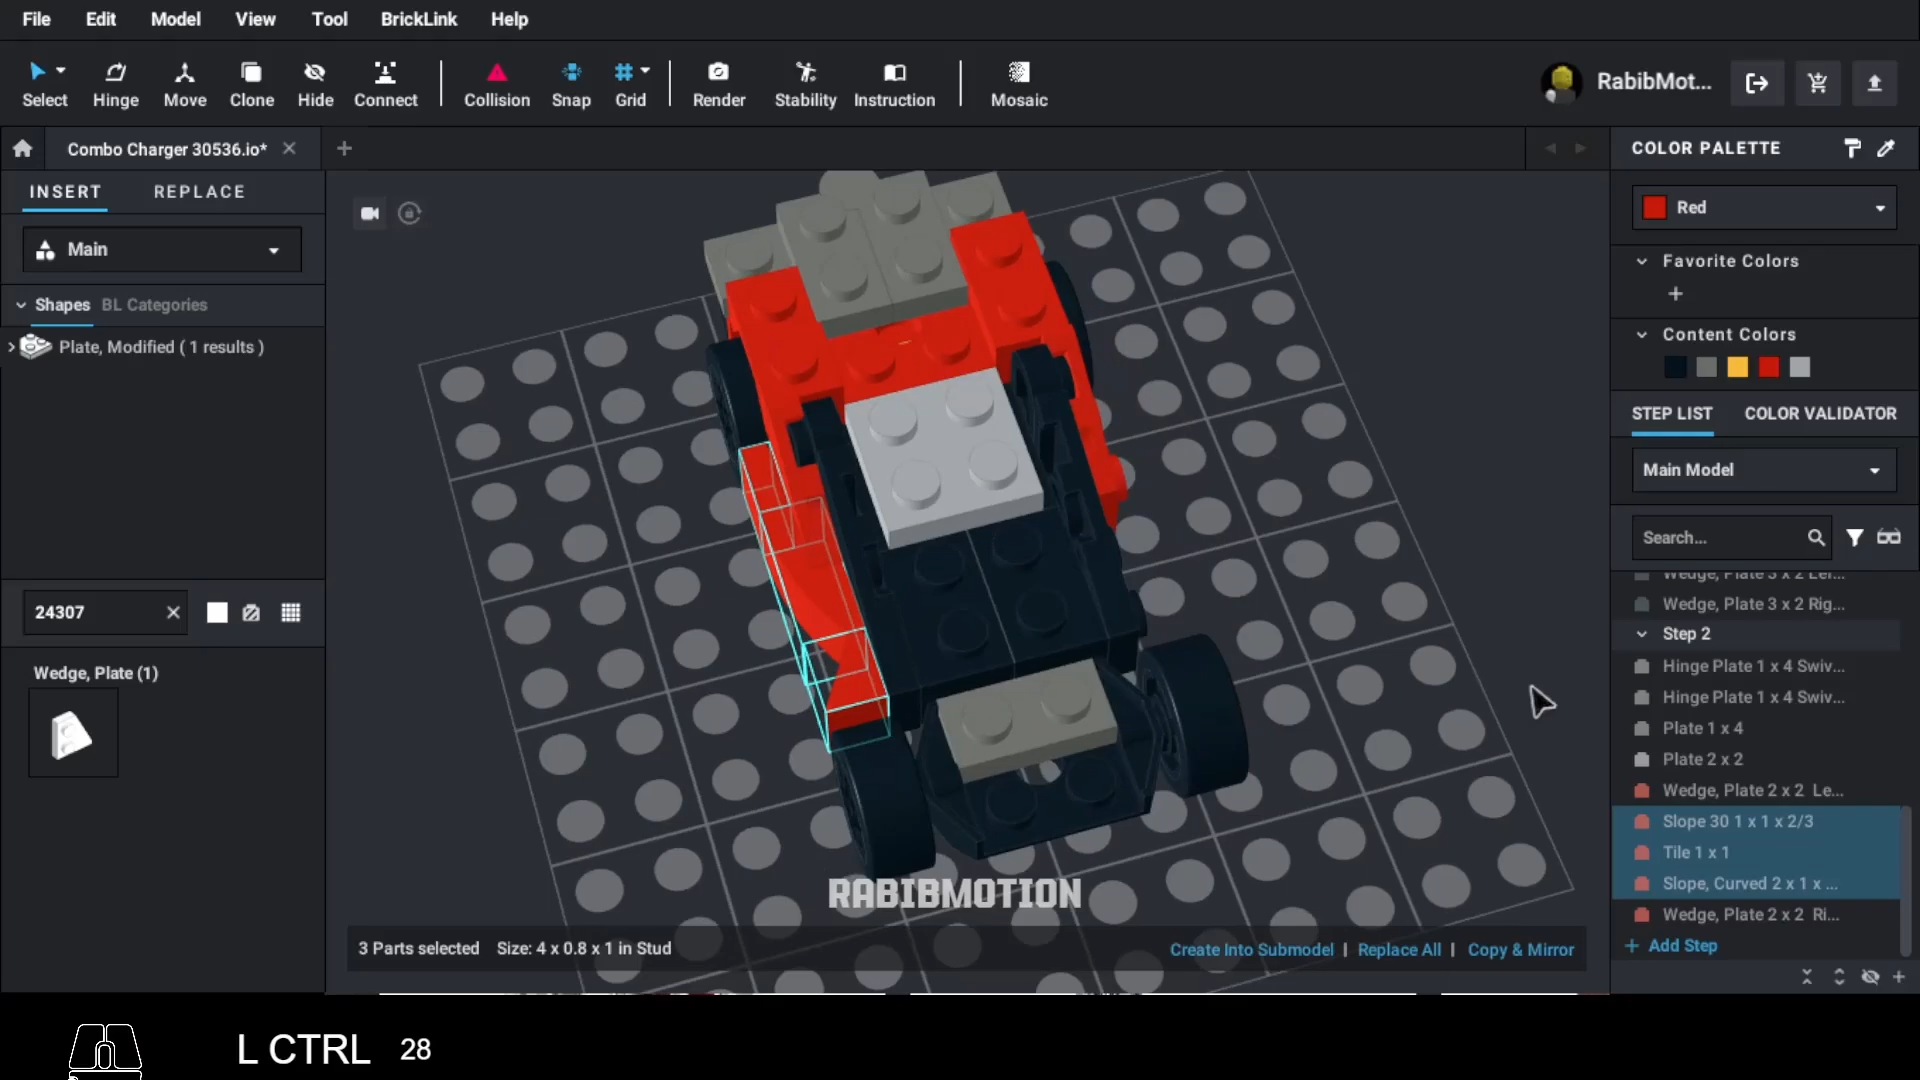 File Edit Model View Tool BrickLink Help
Select Hinge Move Clone Hide Connect Collision Snap Grid Render Stability Instruction Mosaic RabibMot...
Combo Charger 30536.io*
INSERT REPLACE
Main
Shapes BL Categories
Plate, Modified ( 1 results )
24307
Wedge, Plate (1)
RABIBMOTION
3 Parts selected Size: 4 x 0.8 x 1 in Stud Create Into Submodel | Replace All | Copy & Mirror
COLOR PALETTE
Red
Favorite Colors
Content Colors
STEP LIST COLOR VALIDATOR
Main Model
Search...
Wedge, Plate 3 x 2 Lef...
Wedge, Plate 3 x 2 Rig...
Step 2
Hinge Plate 1 x 4 Swiv...
Hinge Plate 1 x 4 Swiv...
Plate 1 x 4
Plate 2 x 2
Wedge, Plate 2 x 2 Le...
Slope 30 1 x 1 x 2/3
Tile 1 x 1
Slope, Curved 2 x 1 x ...
Wedge, Plate 2 x 2 Ri...
+ Add Step
L CTRL 28